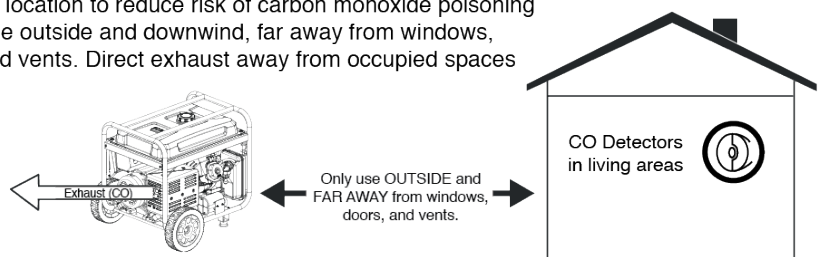 location to reduce risk of carbon monoxide poisoning
e outside and downwind, far away from windows,
d vents. Direct exhaust away from occupied spaces
CO Detectors
in living areas
Only use OUTSIDE and
FAR AWAY from windows,
doors, and vents.
Exhaust (CO)